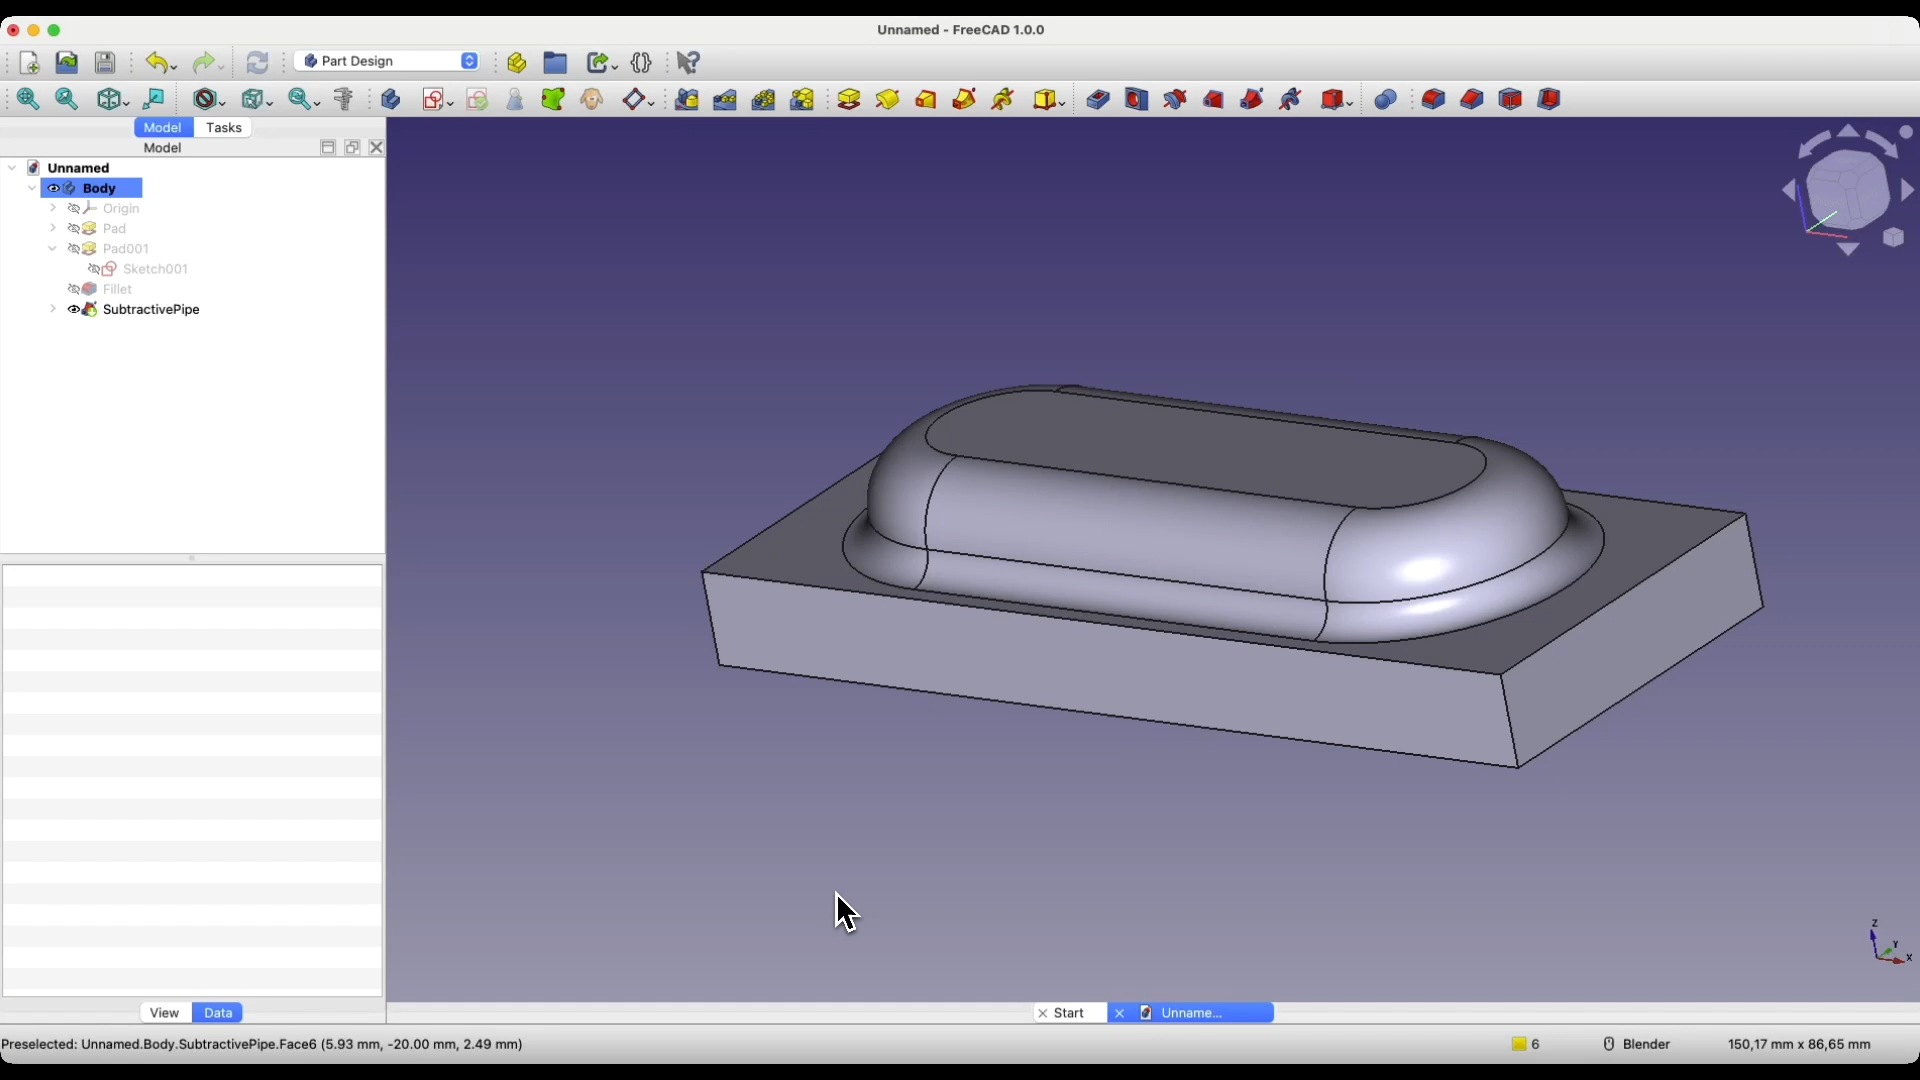 Unnamed - FreeCAD 1.0.0
Part Design
Model
Tasks
Model
Unnamed
Body
Origin
Pad
Pad001
Sketch001
Fillet
SubtractivePipe
Z
Y
X
View
Data
Start
Unname...
Preselected: Unnamed.Body.SubtractivePipe.Face6 (5.93 mm, -20.00 mm, 2.49 mm)
6
Blender
150,17 mm x 86,65 mm